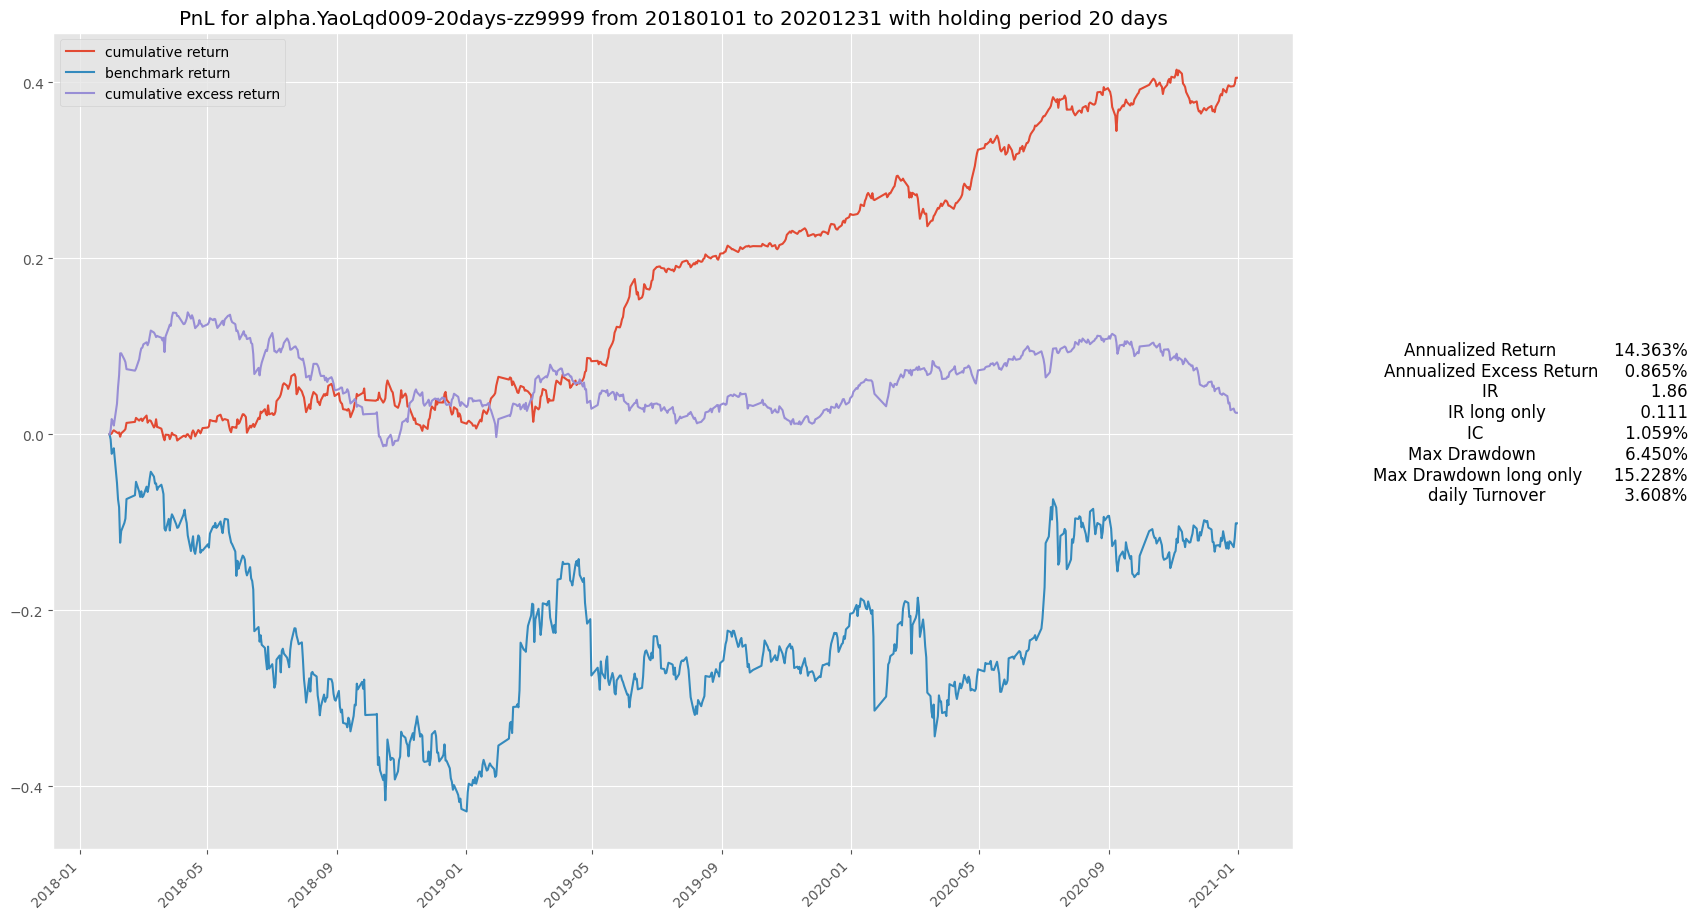 PnL for alpha.YaoLqd009-20days-zz9999 from 20180101 to 20201231 with holding period 20 days
cumulative return
benchmark return
cumulative excess return
0.4
0.2
0.0
−0.2
−0.4
2018-01
2018-05
2018-09
2019-01
2019-05
2019-09
2020-01
2020-05
2020-09
2021-01
Annualized Return 14.363%
Annualized Excess Return 0.865%
IR 1.86
IR long only 0.111
IC 1.059%
Max Drawdown 6.450%
Max Drawdown long only 15.228%
daily Turnover 3.608%